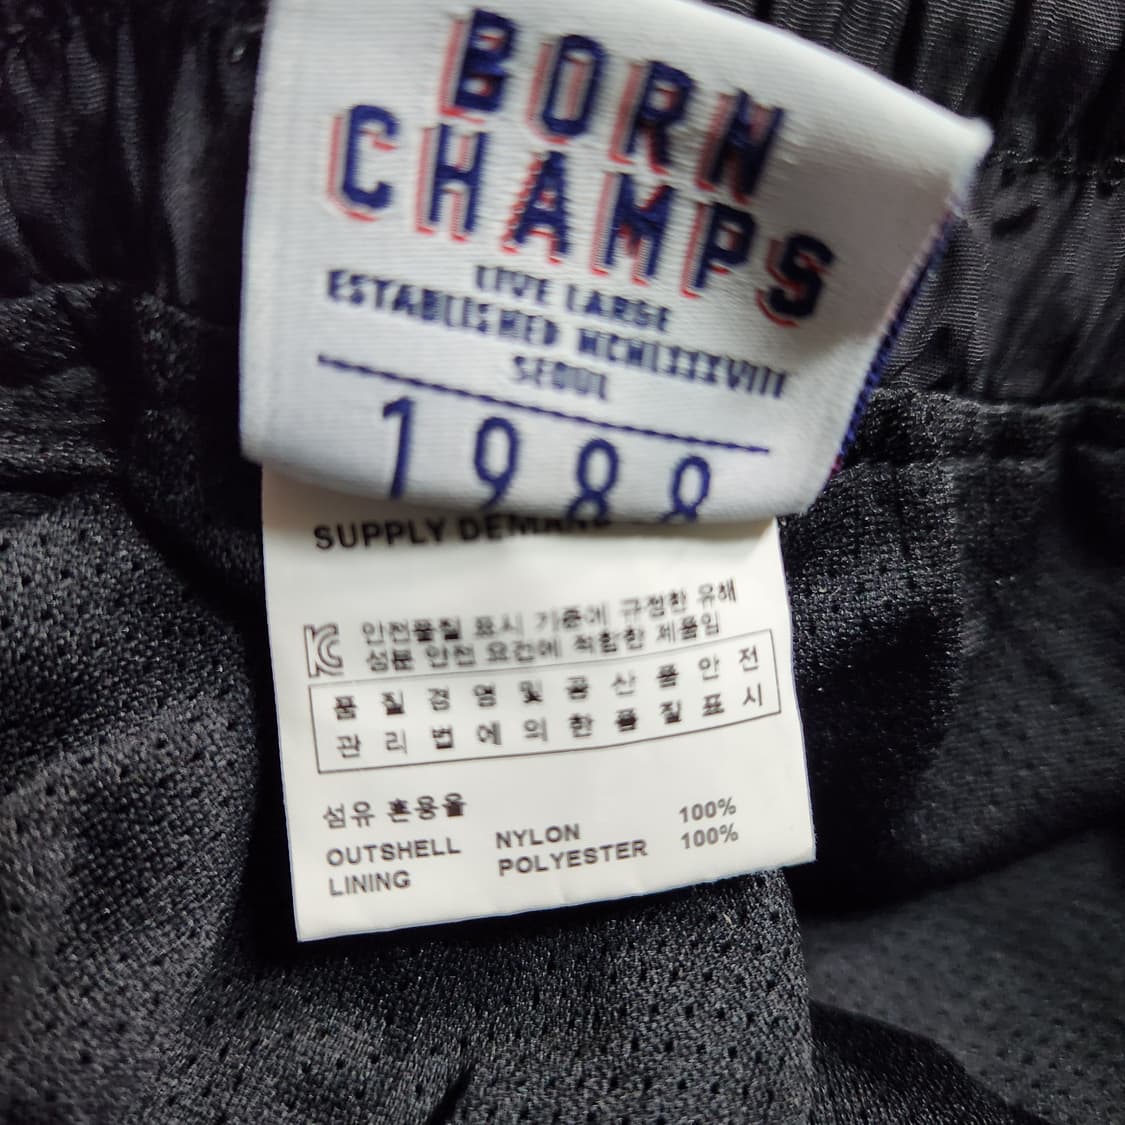 BORN
CHAMPS
LIVE LARGE
ESTABLISHED MCMLXXXVIII
SEOUL
1988
SUPPLY DEMAND
안전품질 표시 기준에 규정한 유해
성분 안전 요건에 적합한 제품임
품 질 경 영 및 공 산 품 안 전
관 리 법 에 의 한 품 질 표 시
섬유 혼용율
OUTSHELL NYLON 100%
LINING POLYESTER 100%